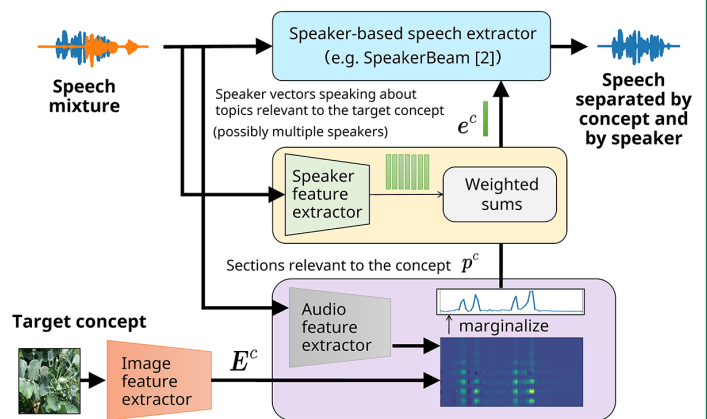 Speaker-based speech extractor
(e.g. SpeakerBeam [2])
Speech
mixture
Speech
separated by
concept and
by speaker
Speaker vectors speaking about
topics relevant to the target concept
(possibly multiple speakers)
e^c
Speaker
feature
extractor
Weighted
sums
Sections relevant to the concept p^c
Audio
feature
extractor
marginalize
Target concept
Image
feature
extractor
E^c